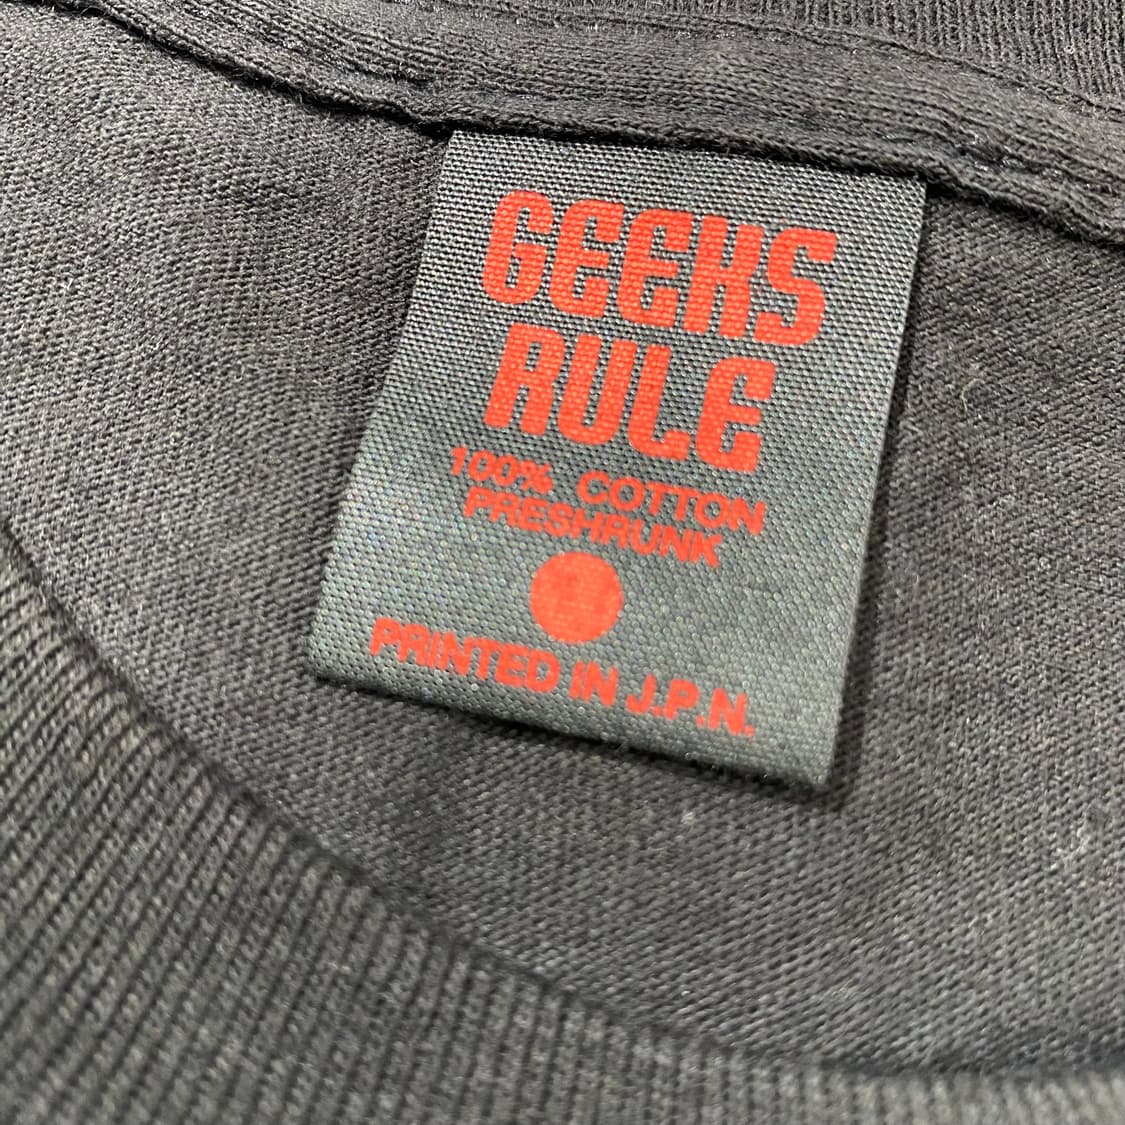 GEEKS
RULE
100% COTTON
PRESHRUNK
PRINTED IN J.P.N.